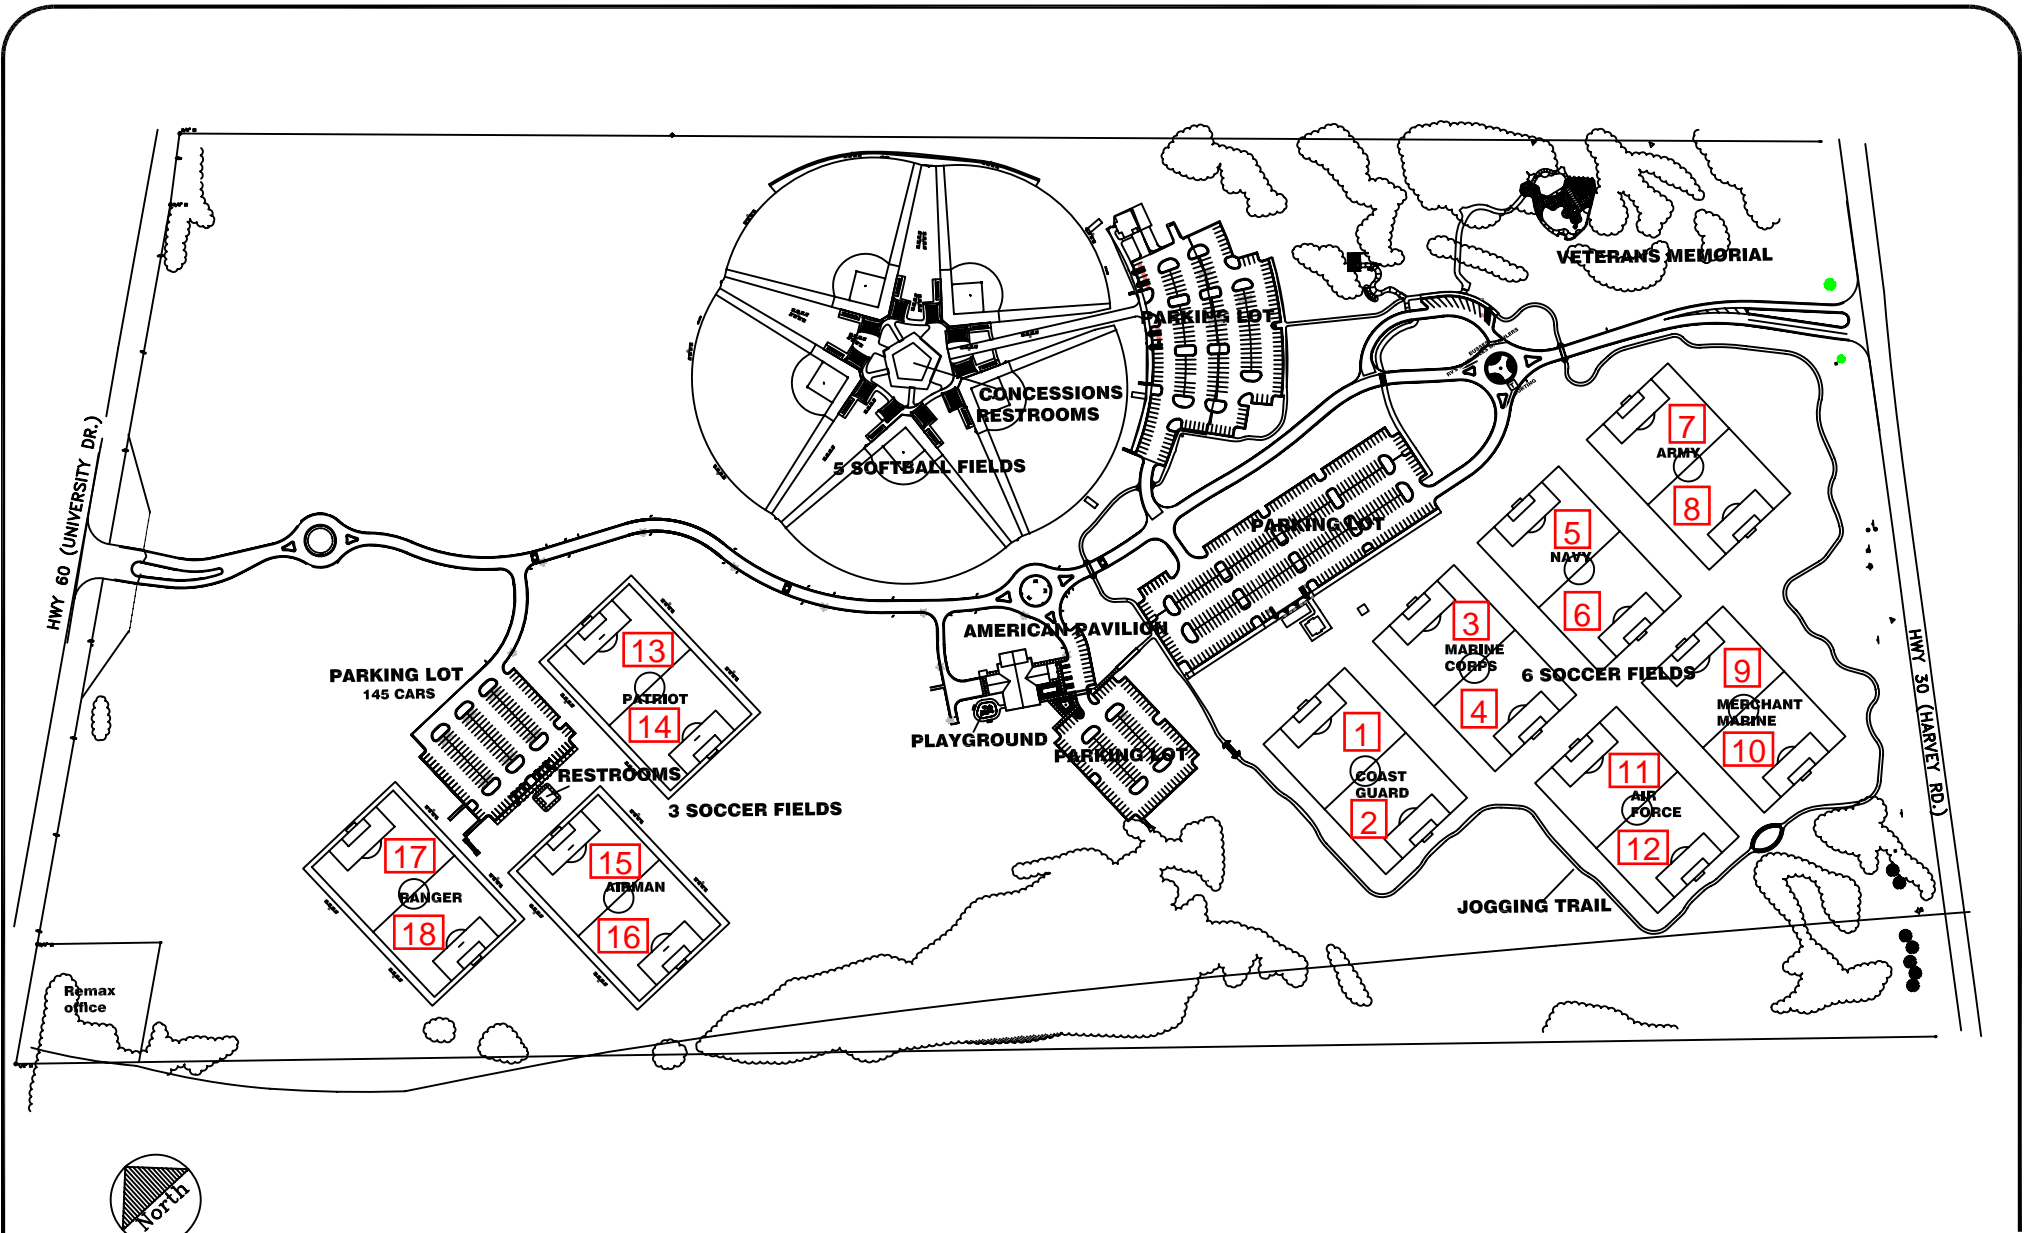 VETERANS MEMORIAL
PARKING LOT
CONCESSIONS
RESTROOMS
5 SOFTBALL FIELDS
HWY 60 (UNIVERSITY DR.)
PARKING LOT
7
ARMY
8
5
NAVY
6
3
MARINE
CORPS
4
6 SOCCER FIELDS
9
MERCHANT
MARINE
10
HWY 30 (HARVEY RD.)
AMERICAN PAVILION
PLAYGROUND
PARKING LOT
1
COAST
GUARD
2
11
AIR
FORCE
12
JOGGING TRAIL
PARKING LOT
145 CARS
13
PATRIOT
14
RESTROOMS
3 SOCCER FIELDS
17
RANGER
18
15
AIRMAN
16
Remax
office
North